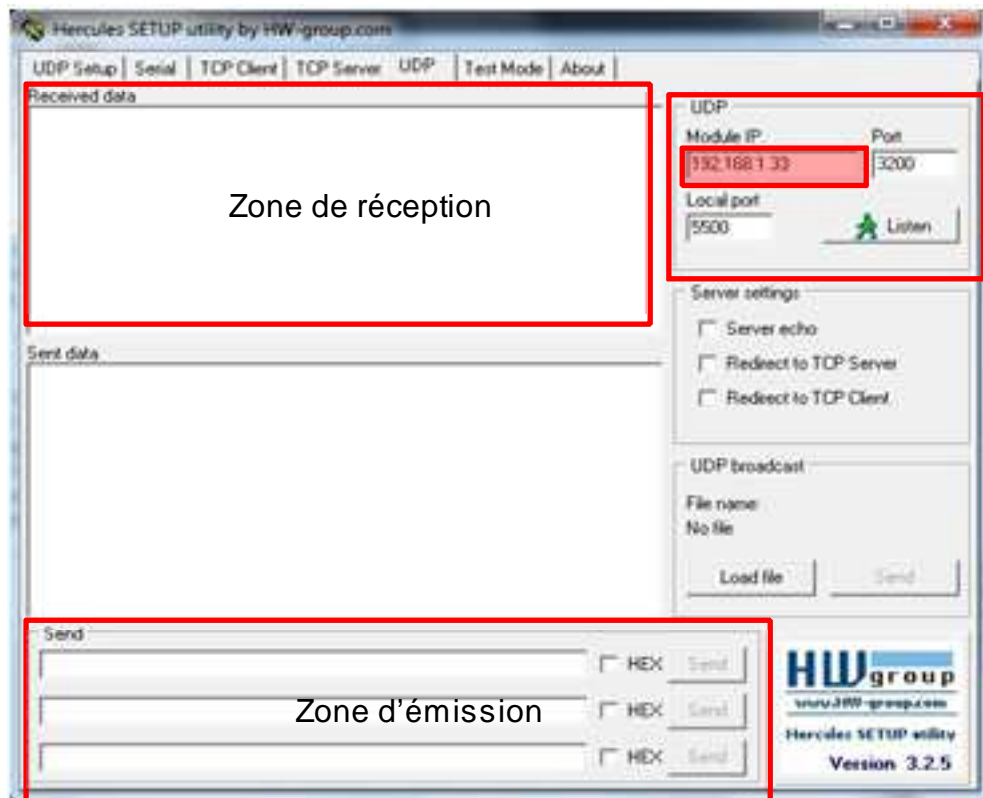 Hercules SETUP utility by HW-group.com
UDP Setup | Serial | TCP Client | TCP Server | UDP | Test Mode | About
Received data
Zone de réception
UDP
Module IP
Port
192.168.1.33
3200
Local port
5500
Listen
Server settings
Server echo
Redirect to TCP Server
Redirect to TCP Client
Sent data
UDP broadcast
File name:
No file
Load file
Send
Send
HEX
Send
Zone d'émission
HEX
Send
HEX
Send
HWgroup
www.HW-group.com
Hercules SETUP utility
Version 3.2.5